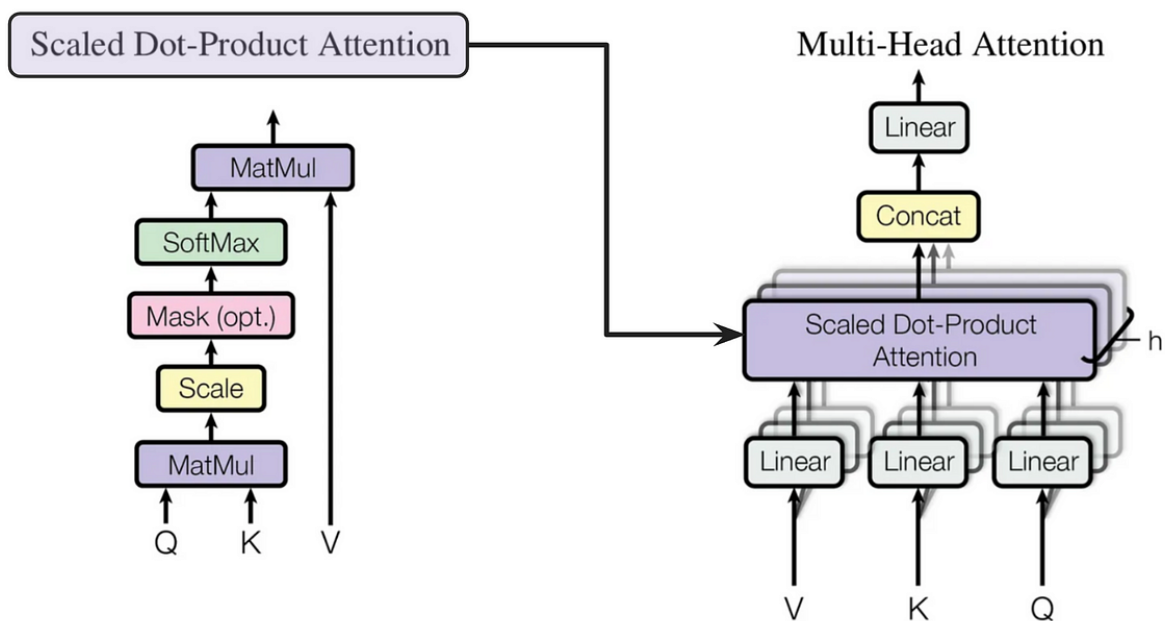 Scaled Dot-Product Attention
MatMul
SoftMax
Mask (opt.)
Scale
MatMul
Q K V
Multi-Head Attention
Linear
Concat
Scaled Dot-Product
Attention
h
Linear Linear Linear
V K Q